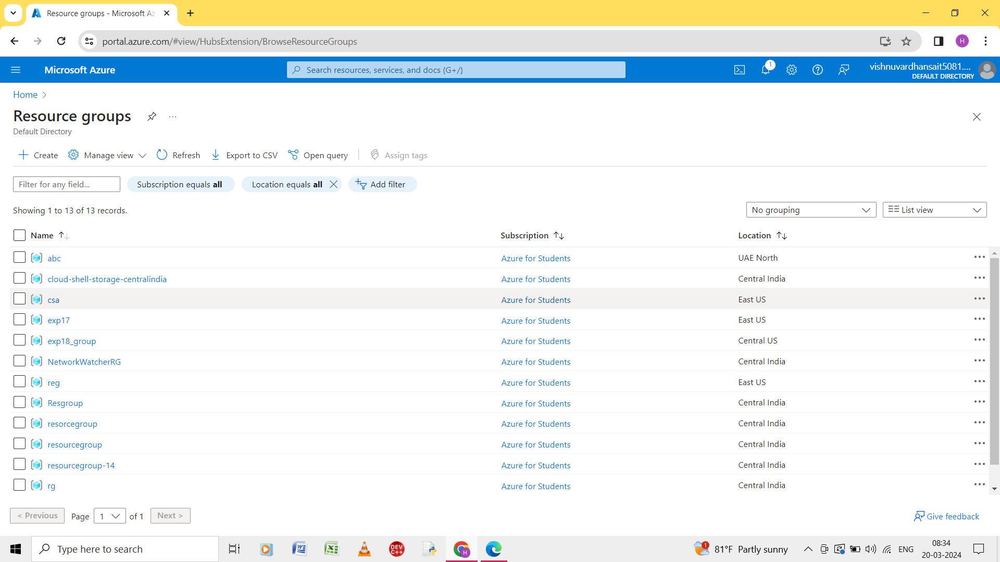 Resource groups - Microsoft Az
portal.azure.com/#view/HubsExtension/BrowseResourceGroups
H
Microsoft Azure
Search resources, services, and docs (G+/)
1
vishnuvardhansait5081....
DEFAULT DIRECTORY
Home >
Resource groups
...
Default Directory
Create
Manage view
Refresh
Export to CSV
Open query
Assign tags
Filter for any field...
Subscription equals all
Location equals all
Add filter
Showing 1 to 13 of 13 records.
No grouping
List view
Name Subscription Location
abc Azure for Students UAE North
cloud-shell-storage-centralindia Azure for Students Central India
csa Azure for Students East US
exp17 Azure for Students East US
exp18_group Azure for Students Central US
NetworkWatcherRG Azure for Students Central India
reg Azure for Students East US
Resgroup Azure for Students Central India
resorcegroup Azure for Students Central India
resourcegroup Azure for Students Central India
resourcegroup-14 Azure for Students Central India
rg Azure for Students Central India
< Previous Page 1 of 1 Next >
Give feedback
Type here to search
DEV C++
H
1
81°F Partly sunny
ENG
08:34
20-03-2024